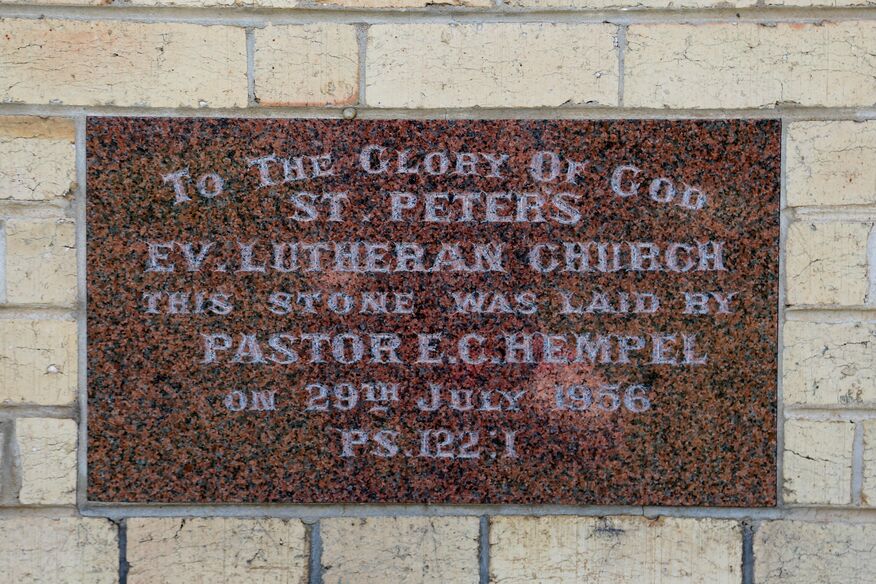 To The Glory Of God
ST. PETERS
EV. LUTHERAN CHURCH
THIS STONE WAS LAID BY
PASTOR E.C. HEMPEL
ON 29TH JULY 1956
PS. 122:1